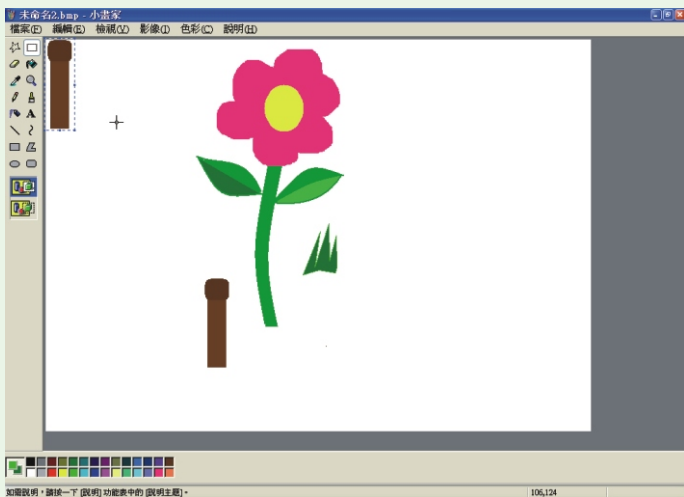 未命名2.bmp - 小畫家
檔案(F) 編輯(E) 檢視(V) 影像(I) 色彩(C) 說明(H)
A
如需說明，請按一下 [說明] 功能表中的 [說明主題]。
106,124